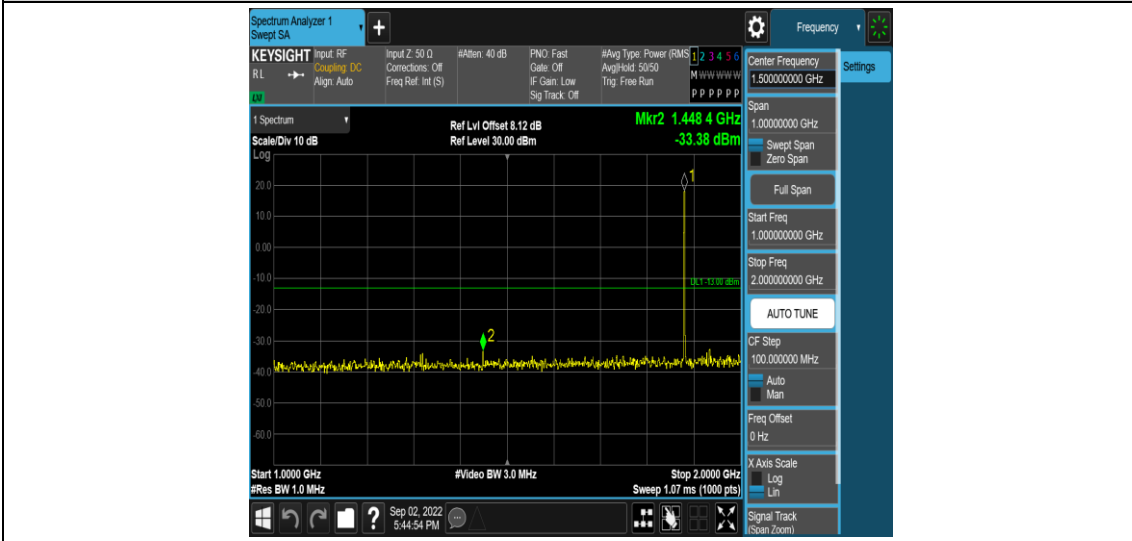 Spectrum Analyzer 1
Swept SA
+
Frequency
KEYSIGHT
RL
LXI
Input: RF
Coupling: DC
Align: Auto
Input Z: 50 Ω
Corrections: Off
Freq Ref: Int (S)
#Atten: 40 dB
PNO: Fast
Gate: Off
IF Gain: Low
Sig Track: Off
#Avg Type: Power (RMS
Avg|Hold: 50/50
Trig: Free Run
1 2 3 4 5 6
M W W W W W
P P P P P P
1 Spectrum
Scale/Div 10 dB
Log
Ref Lvl Offset 8.12 dB
Ref Level 30.00 dBm
Mkr2 1.448 4 GHz
-33.38 dBm
1
20.0
10.0
0.00
-10.0
DL1 -13.00 dBm
-20.0
2
-30.0
-40.0
-50.0
-60.0
Start 1.0000 GHz
#Res BW 1.0 MHz
#Video BW 3.0 MHz
Stop 2.0000 GHz
Sweep 1.07 ms (1000 pts)
?
Sep 02, 2022
5:44:54 PM
Center Frequency
1.500000000 GHz
Settings
Span
1.00000000 GHz
Swept Span
Zero Span
Full Span
Start Freq
1.000000000 GHz
Stop Freq
2.000000000 GHz
AUTO TUNE
CF Step
100.000000 MHz
Auto
Man
Freq Offset
0 Hz
X Axis Scale
Log
Lin
Signal Track
(Span Zoom)